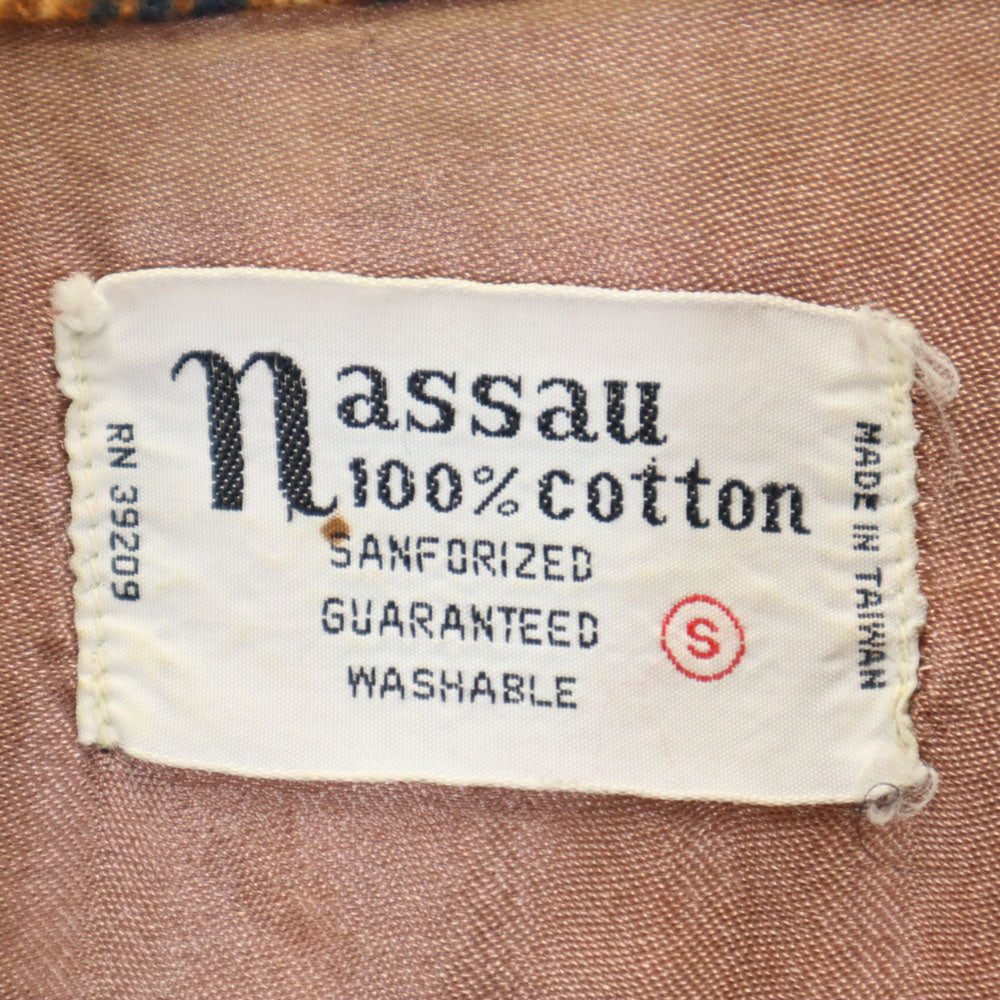 nassau
100% cotton
SANFORIZED
GUARANTEED
WASHABLE
S
RN 39209
MADE IN TAIWAN